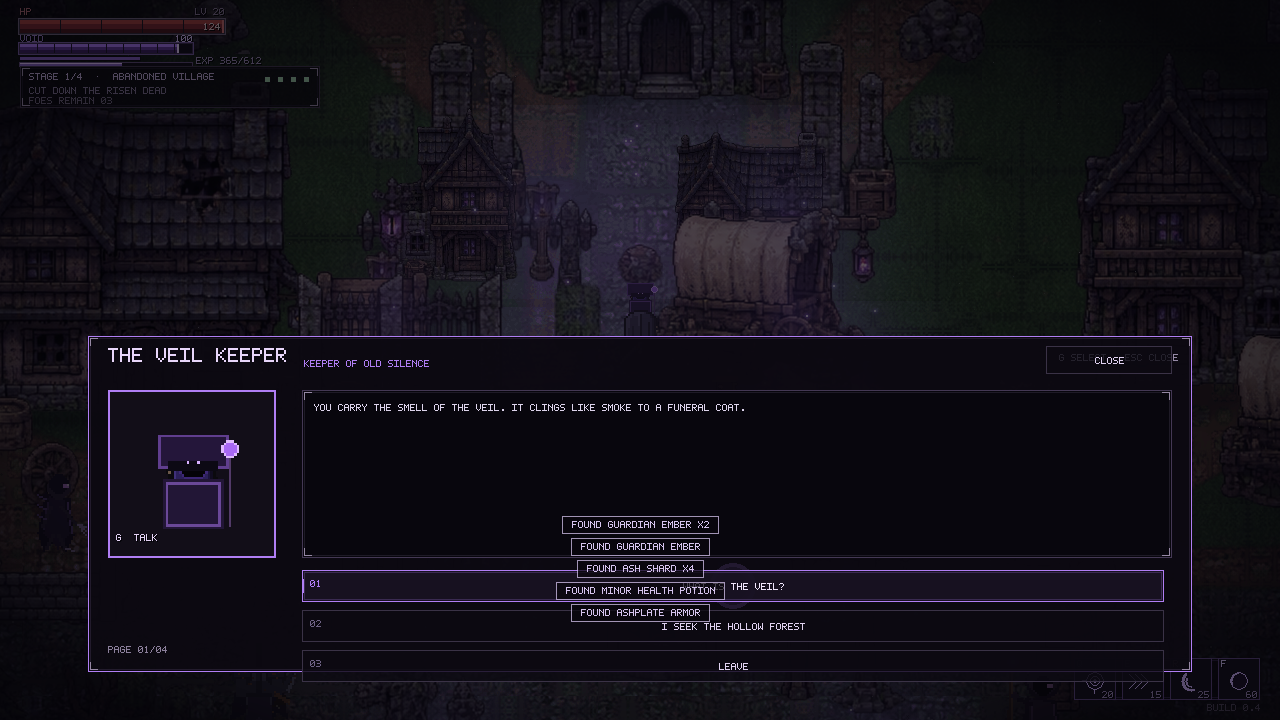 HP
LV 20
124
VOID
100
EXP 365/612
STAGE 1/4 · ABANDONED VILLAGE
CUT DOWN THE RISEN DEAD
FOES REMAIN 03
THE VEIL KEEPER
KEEPER OF OLD SILENCE
G SELE ESC CLOSE
CLOSE
YOU CARRY THE SMELL OF THE VEIL. IT CLINGS LIKE SMOKE TO A FUNERAL COAT.
G TALK
FOUND GUARDIAN EMBER X2
FOUND GUARDIAN EMBER
FOUND ASH SHARD X4
01
THE VEIL?
FOUND MINOR HEALTH POTION
FOUND ASHPLATE ARMOR
02
I SEEK THE HOLLOW FOREST
03
LEAVE
PAGE 01/04
20
15
25
F
60
BUILD 0.4